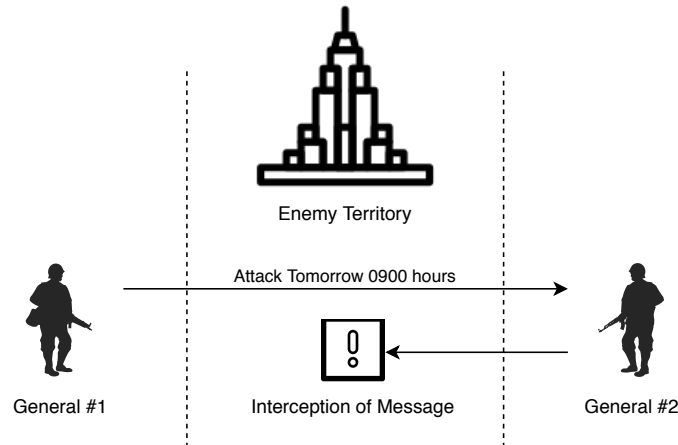 Enemy Territory
Attack Tomorrow 0900 hours
General #1
Interception of Message
General #2